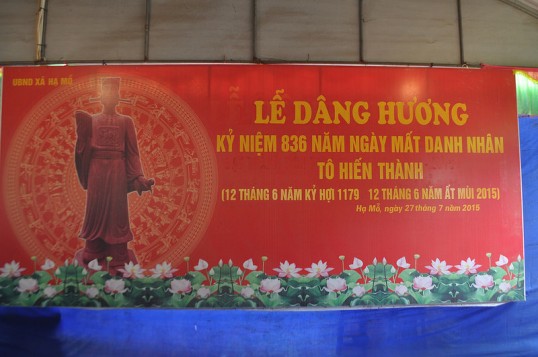 UBND XÃ HẠ MỖ
LỄ DÂNG HƯƠNG
KỶ NIỆM 836 NĂM NGÀY MẤT DANH NHÂN
TÔ HIẾN THÀNH
(12 THÁNG 6 NĂM KỶ HỢI 1179 12 THÁNG 6 NĂM ẤT MÙI 2015)
Hạ Mỗ, ngày 27 tháng 7 năm 2015